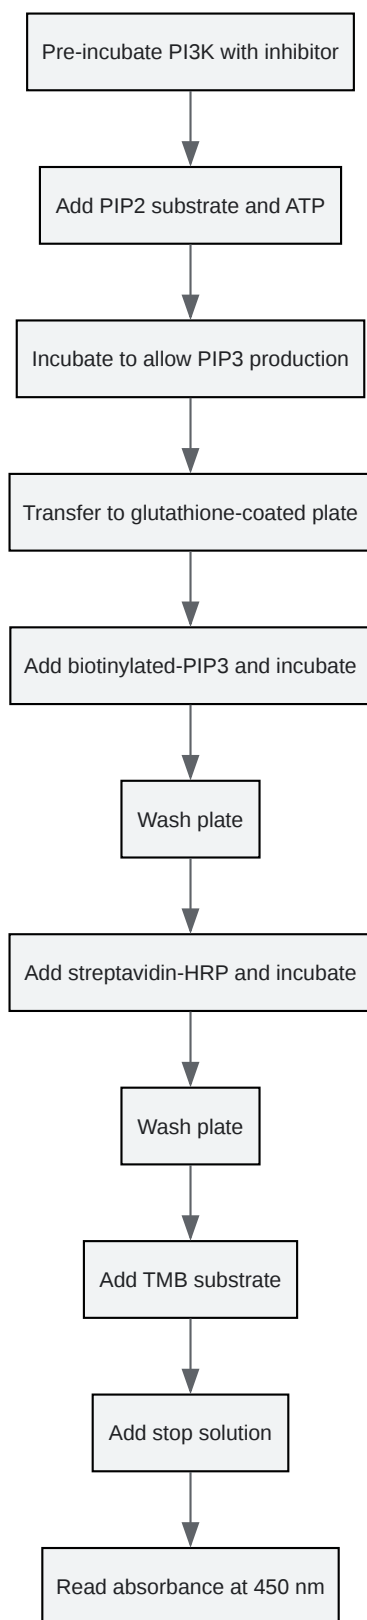 Pre-incubate PI3K with inhibitor
Add PIP2 substrate and ATP
Incubate to allow PIP3 production
Transfer to glutathione-coated plate
Add biotinylated-PIP3 and incubate
Wash plate
Add streptavidin-HRP and incubate
Wash plate
Add TMB substrate
Add stop solution
Read absorbance at 450 nm